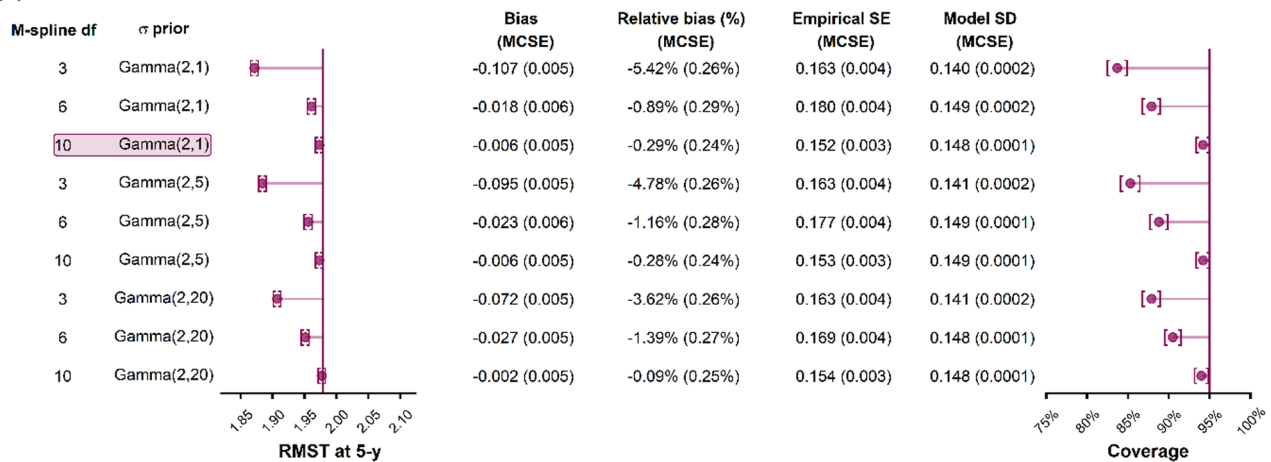 M-spline df σ prior Bias (MCSE) Relative bias (%) (MCSE) Empirical SE (MCSE) Model SD (MCSE)
3 Gamma(2,1) -0.107 (0.005) -5.42% (0.26%) 0.163 (0.004) 0.140 (0.0002)
6 Gamma(2,1) -0.018 (0.006) -0.89% (0.29%) 0.180 (0.004) 0.149 (0.0002)
10 Gamma(2,1) -0.006 (0.005) -0.29% (0.24%) 0.152 (0.003) 0.148 (0.0001)
3 Gamma(2,5) -0.095 (0.005) -4.78% (0.26%) 0.163 (0.004) 0.141 (0.0002)
6 Gamma(2,5) -0.023 (0.006) -1.16% (0.28%) 0.177 (0.004) 0.149 (0.0001)
10 Gamma(2,5) -0.006 (0.005) -0.28% (0.24%) 0.153 (0.003) 0.149 (0.0001)
3 Gamma(2,20) -0.072 (0.005) -3.62% (0.26%) 0.163 (0.004) 0.141 (0.0002)
6 Gamma(2,20) -0.027 (0.005) -1.39% (0.27%) 0.169 (0.004) 0.148 (0.0001)
10 Gamma(2,20) -0.002 (0.005) -0.09% (0.25%) 0.154 (0.003) 0.148 (0.0001)
1.85 1.90 1.95 2.00 2.05 2.10 75% 80% 85% 90% 95% 100%
RMST at 5-y Coverage